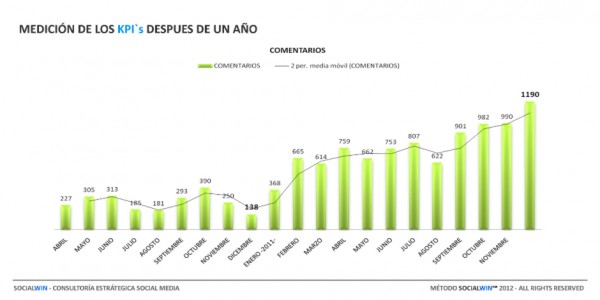 MEDICIÓN DE LOS KPI`s DESPUES DE UN AÑO
COMENTARIOS
COMENTARIOS 2 per. media móvil (COMENTARIOS)
227
305
313
185
181
293
390
250
138
368
665
614
759
662
753
807
622
901
982
990
1190
ABRIL
MAYO
JUNIO
JULIO
AGOSTO
SEPTIEMBRE
OCTUBRE
NOVIEMBRE
DICIEMBRE
ENERO -2011-
FEBRERO
MARZO
ABRIL
MAYO
JUNIO
JULIO
AGOSTO
SEPTIEMBRE
OCTUBRE
NOVIEMBRE
SOCIALWIN - CONSULTORÍA ESTRÁTEGICA SOCIAL MEDIA
MÉTODO SOCIALWIN℠ 2012 - ALL RIGHTS RESERVED